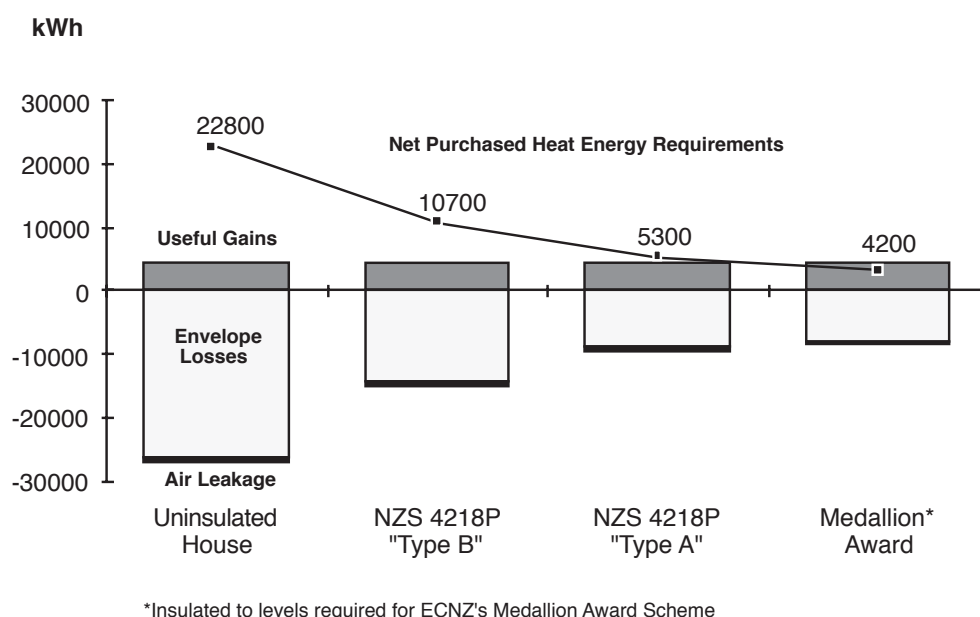 kWh
30000
20000
10000
0
-10000
-20000
-30000
22800
Net Purchased Heat Energy Requirements
10700
5300
4200
Useful Gains
Envelope
Losses
Air Leakage
Uninsulated
House
NZS 4218P
"Type B"
NZS 4218P
"Type A"
Medallion*
Award
*Insulated to levels required for ECNZ's Medallion Award Scheme